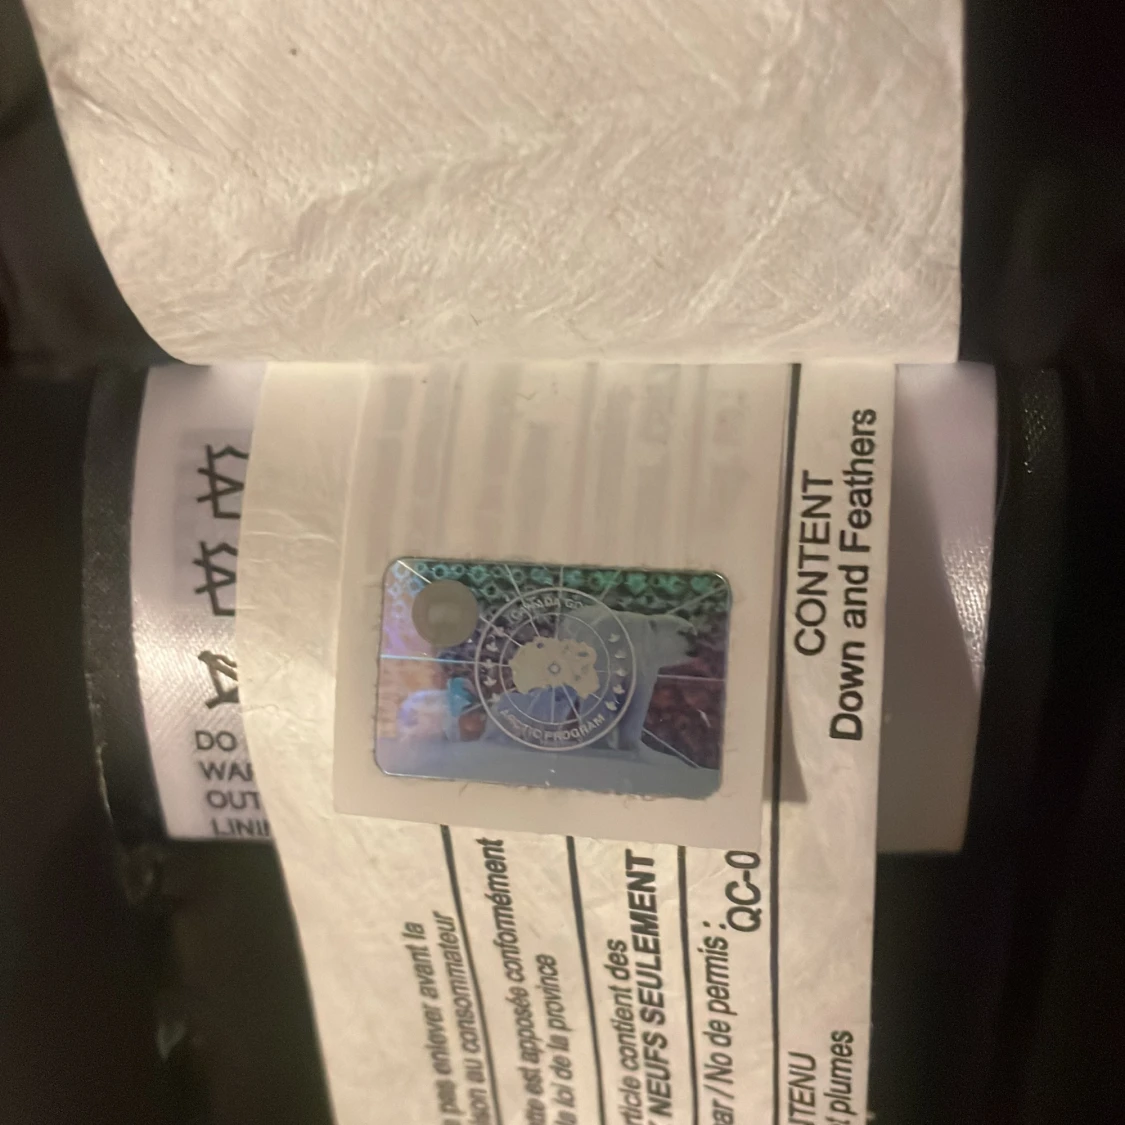 DO
WAR
OUT
LINI
CANADA GO
ARCTIC PROGRAM
pas enlever avant la
ison au consommateur
tte est apposée conformément
la loi de la province
rticle contient des
NEUFS SEULEMENT
ar / No de permis :
QC-0
CONTENT
Down and Feathers
TENU
t plumes